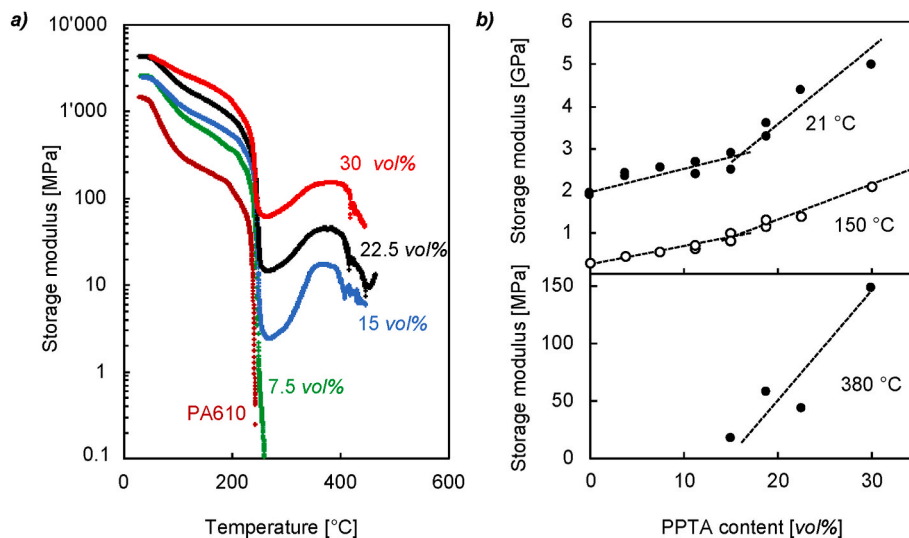 a)
10'000
1'000
100
10
1
0.1
Storage modulus [MPa]
30 vol%
22.5 vol%
15 vol%
7.5 vol%
PA610
0 200 400 600
Temperature [°C]
b)
6
5
4
3
2
1
Storage modulus [GPa]
21 °C
150 °C
150
100
50
0
Storage modulus [MPa]
380 °C
0 10 20 30
PPTA content [vol%]